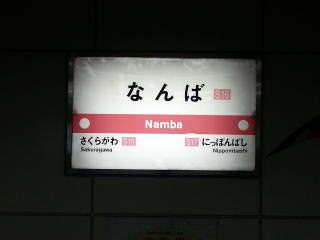 なんば S16
Namba
さくらがわ S15 S17 にっぽんばし
Sakuragawa Nippombashi